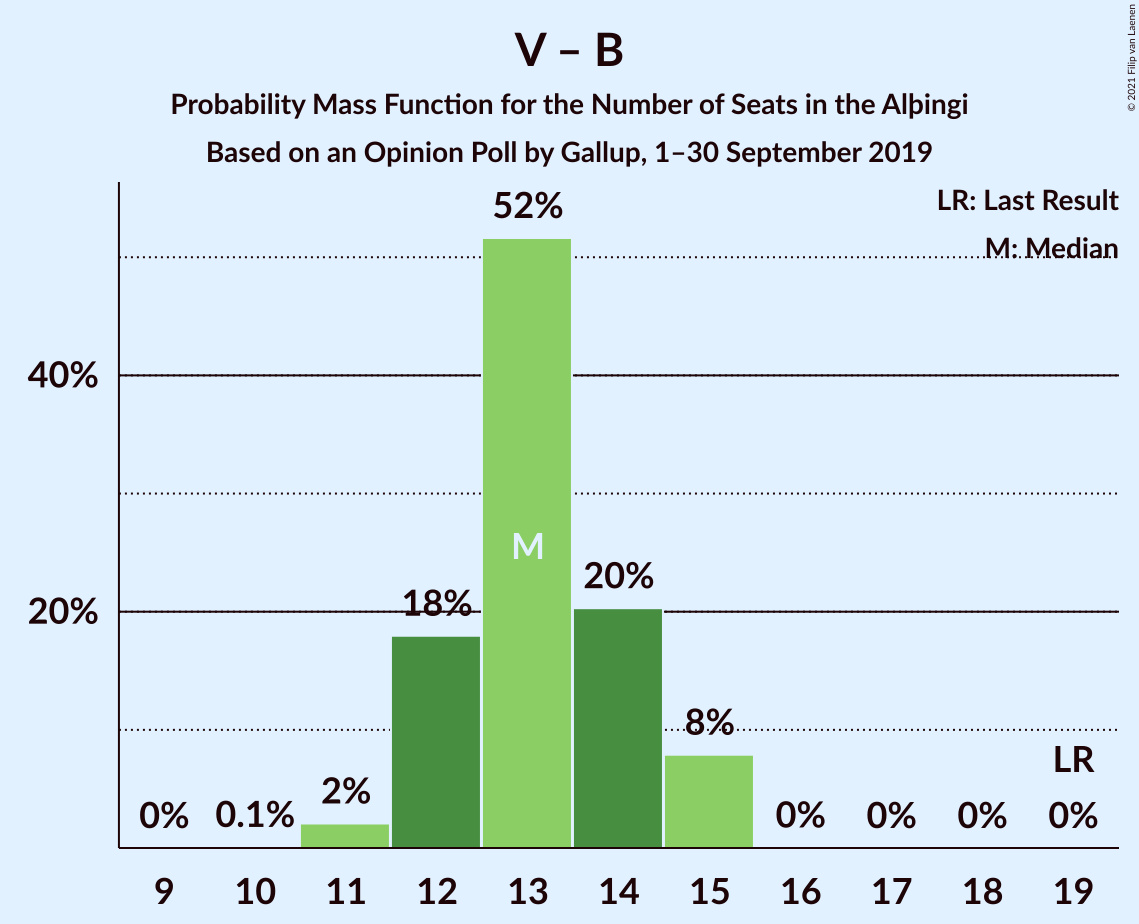 V – B
Probability Mass Function for the Number of Seats in the Alþingi
Based on an Opinion Poll by Gallup, 1–30 September 2019
© 2021 Filip van Laenen
LR: Last Result
M: Median
52%
40%
M
20%
18%
20%
8%
LR
2%
0%
0.1%
0%
0%
0%
0%
9 10 11 12 13 14 15 16 17 18 19